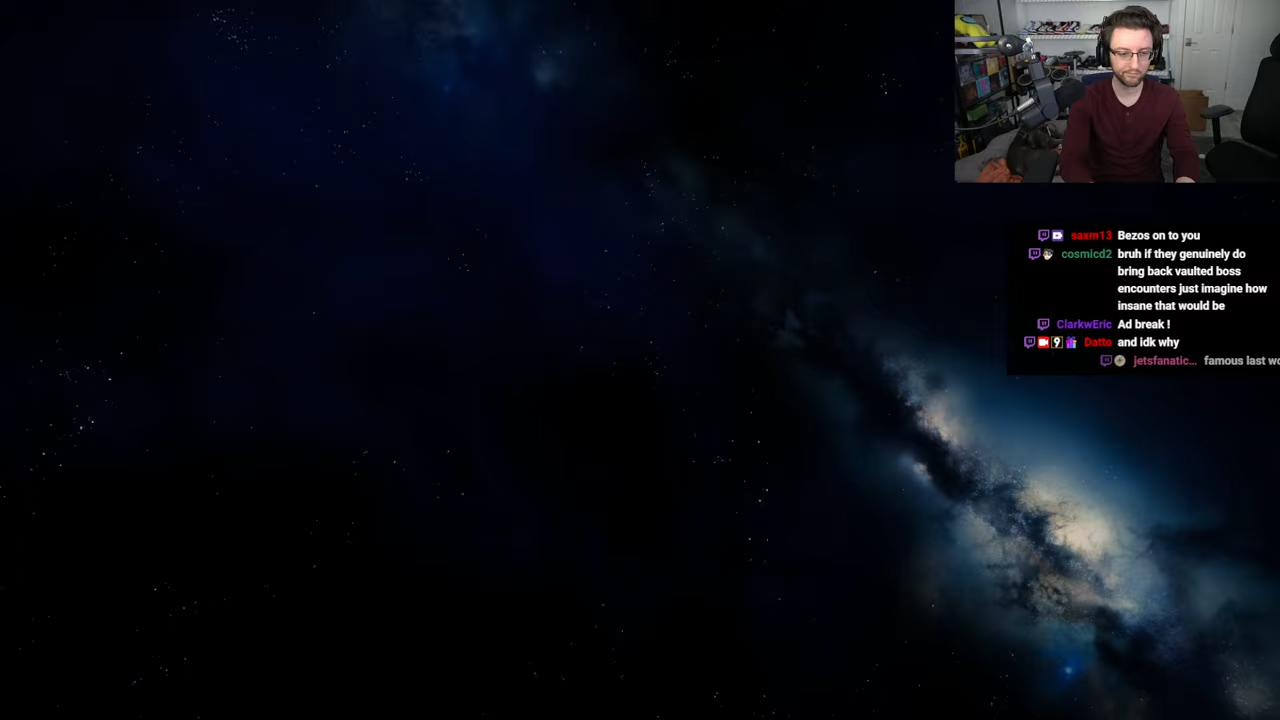 saxm13 Bezos on to you
cosmicd2 bruh if they genuinely do
bring back vaulted boss
encounters just imagine how
insane that would be
ClarkwEric Ad break !
9 Datto and idk why
jetsfanatic... famous last